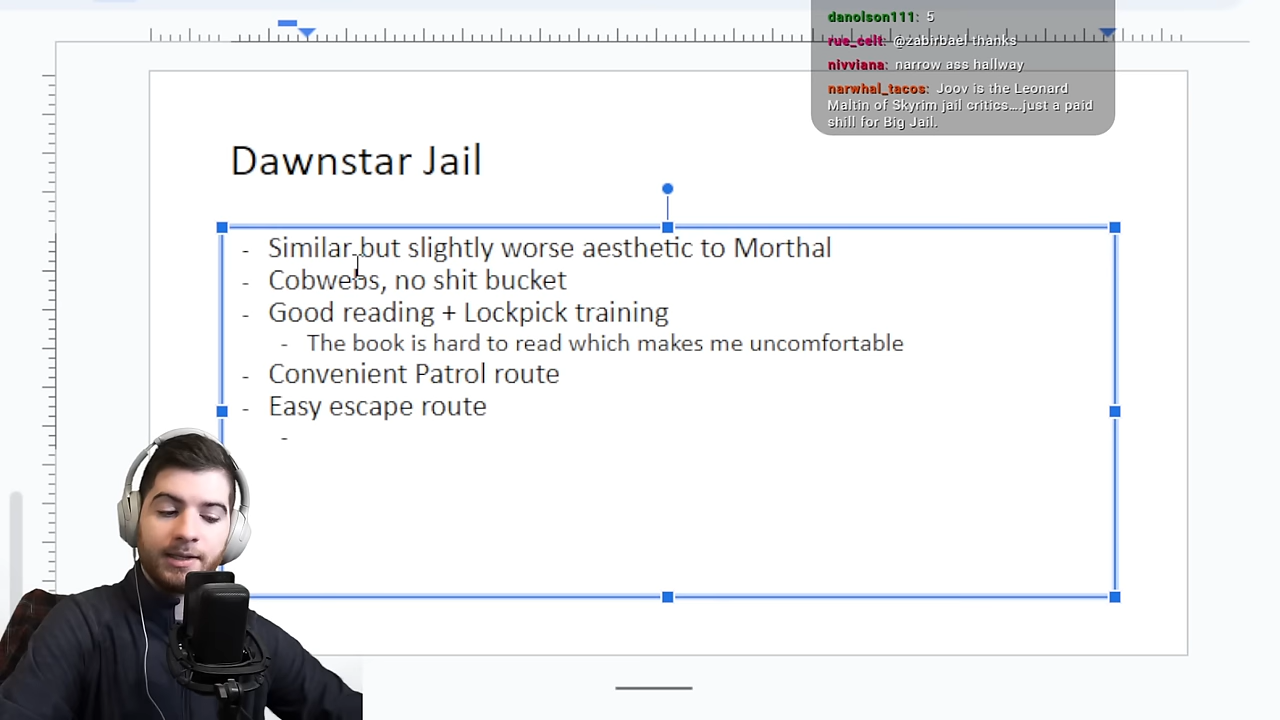 danolson111: 5
rue_celt: @zabirbael thanks
nivviana: narrow ass hallway
narwhal_tacos: Joov is the Leonard
Maltin of Skyrim jail critics....just a paid
shill for Big Jail.
Dawnstar Jail
- Similar but slightly worse aesthetic to Morthal
- Cobwebs, no shit bucket
- Good reading + Lockpick training
- The book is hard to read which makes me uncomfortable
- Convenient Patrol route
- Easy escape route
-